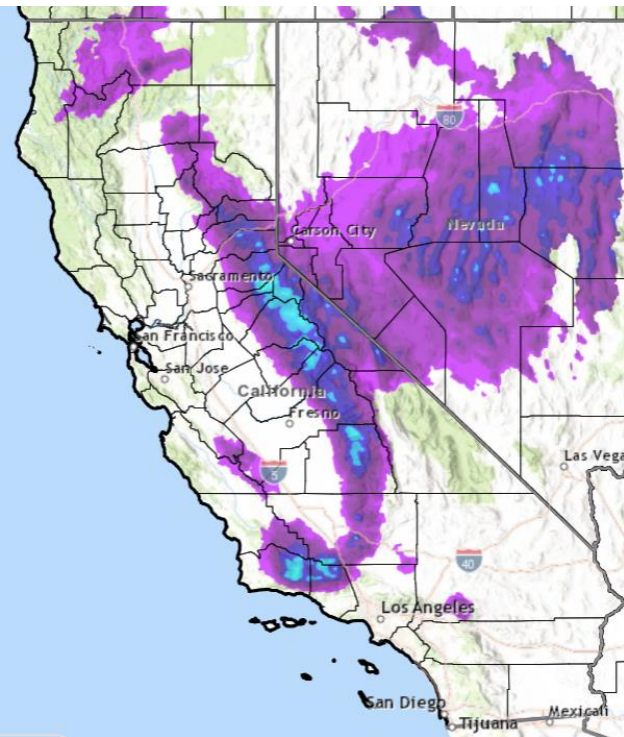 80
Nevada
Carson City
Sacramento
San Francisco
San Jose
California
Fresno
5
Las Vega
40
Los Angeles
San Diego
Tijuana
Mexicali